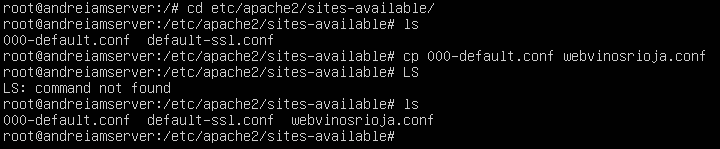 root@andreiamserver:/# cd etc/apache2/sites-available/
root@andreiamserver:/etc/apache2/sites-available# ls
000-default.conf  default-ssl.conf
root@andreiamserver:/etc/apache2/sites-available# cp 000-default.conf webvinosrioja.conf
root@andreiamserver:/etc/apache2/sites-available# LS
LS: command not found
root@andreiamserver:/etc/apache2/sites-available# ls
000-default.conf  default-ssl.conf  webvinosrioja.conf
root@andreiamserver:/etc/apache2/sites-available#